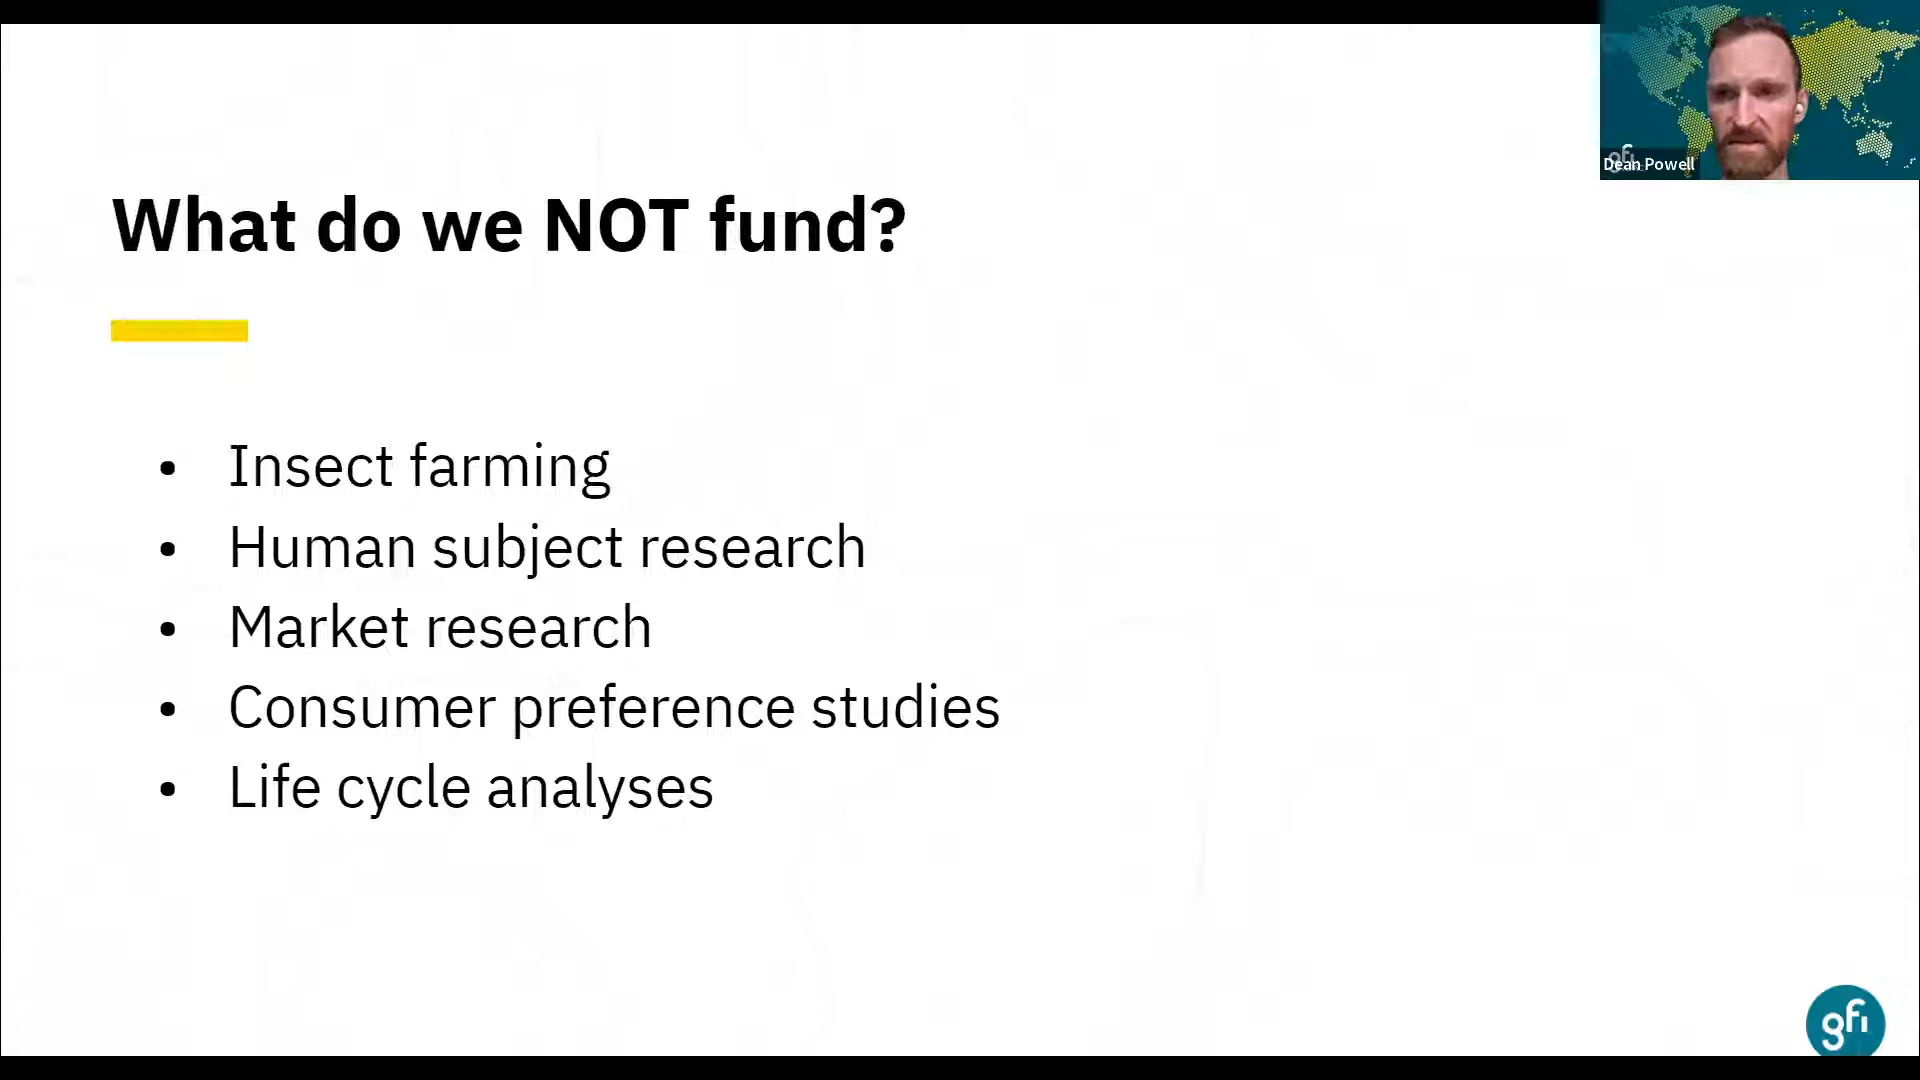 What do we NOT fund?
• Insect farming
• Human subject research
• Market research
• Consumer preference studies
• Life cycle analyses
Dean Powell
gfi
gfi